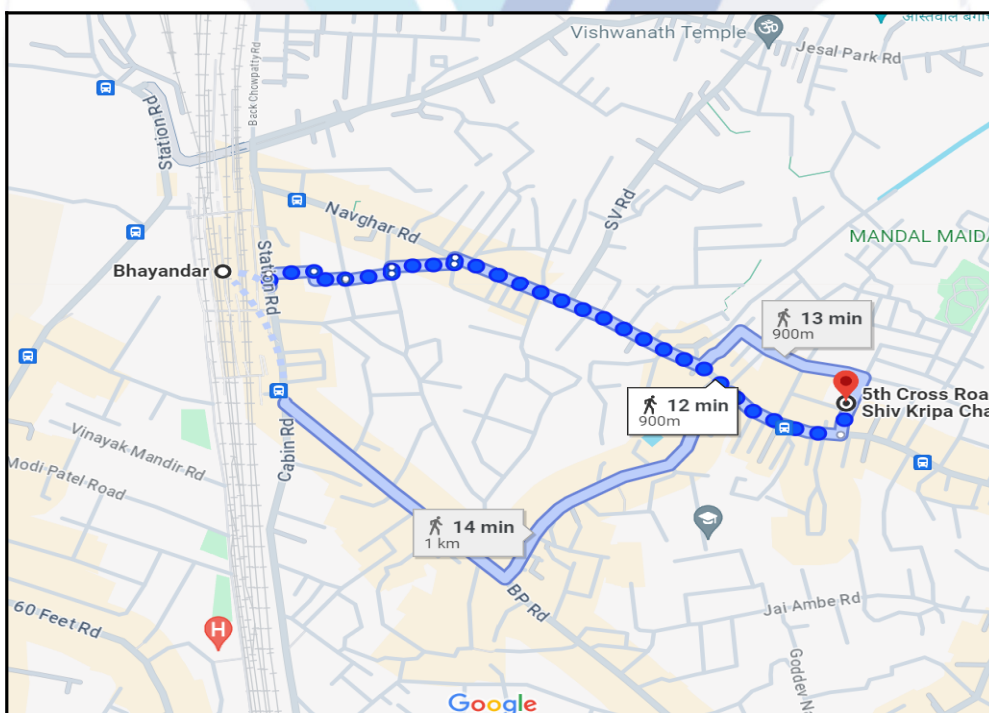 Vishwanath Temple
Jesal Park Rd
Back Chowpatty Rd
Station Rd
SV Rd
Navghar Rd
MANDAL MAIDA
Bhayandar
Station Rd
13 min
900m
5th Cross Roa
Shiv Kripa Cha
12 min
900m
Vinayak Mandir Rd
Cabin Rd
Modi Patel Road
14 min
1 km
BP Rd
Jai Ambe Rd
60 Feet Rd
H
Goddev Na
Google